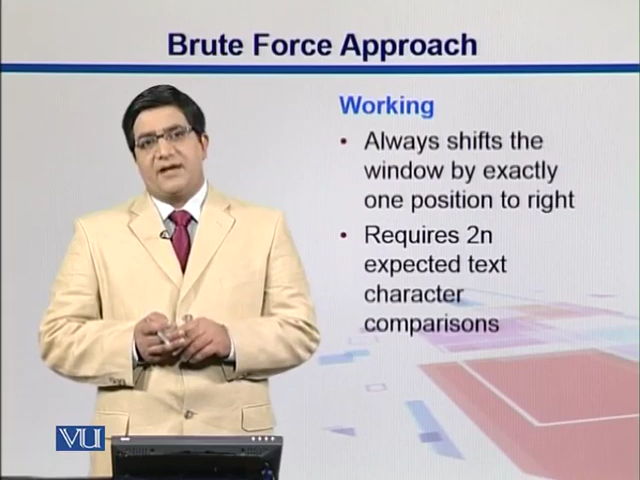 Brute Force Approach
Working
• Always shifts the
window by exactly
one position to right
• Requires 2n
expected text
character
comparisons
VU